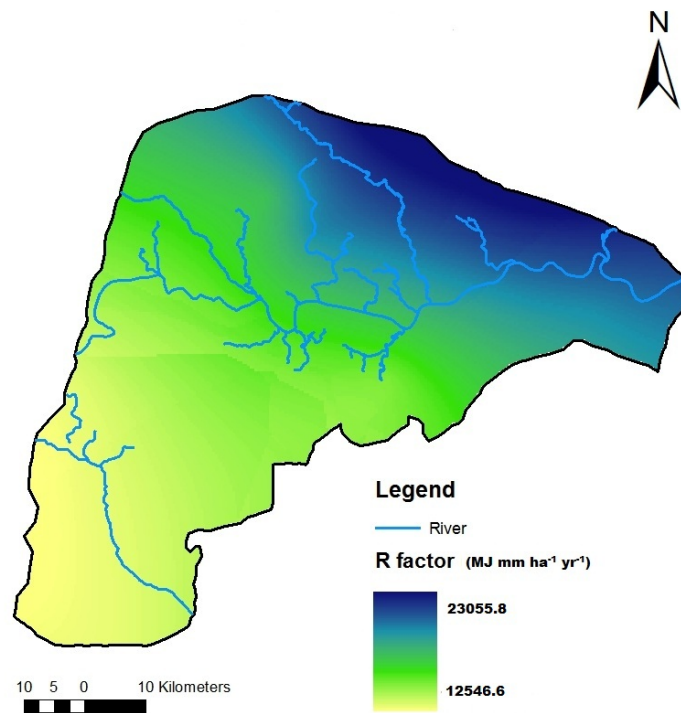 N
Legend
River
R factor (MJ mm ha⁻¹ yr⁻¹)
23055.8
12546.6
10 5 0 10 Kilometers